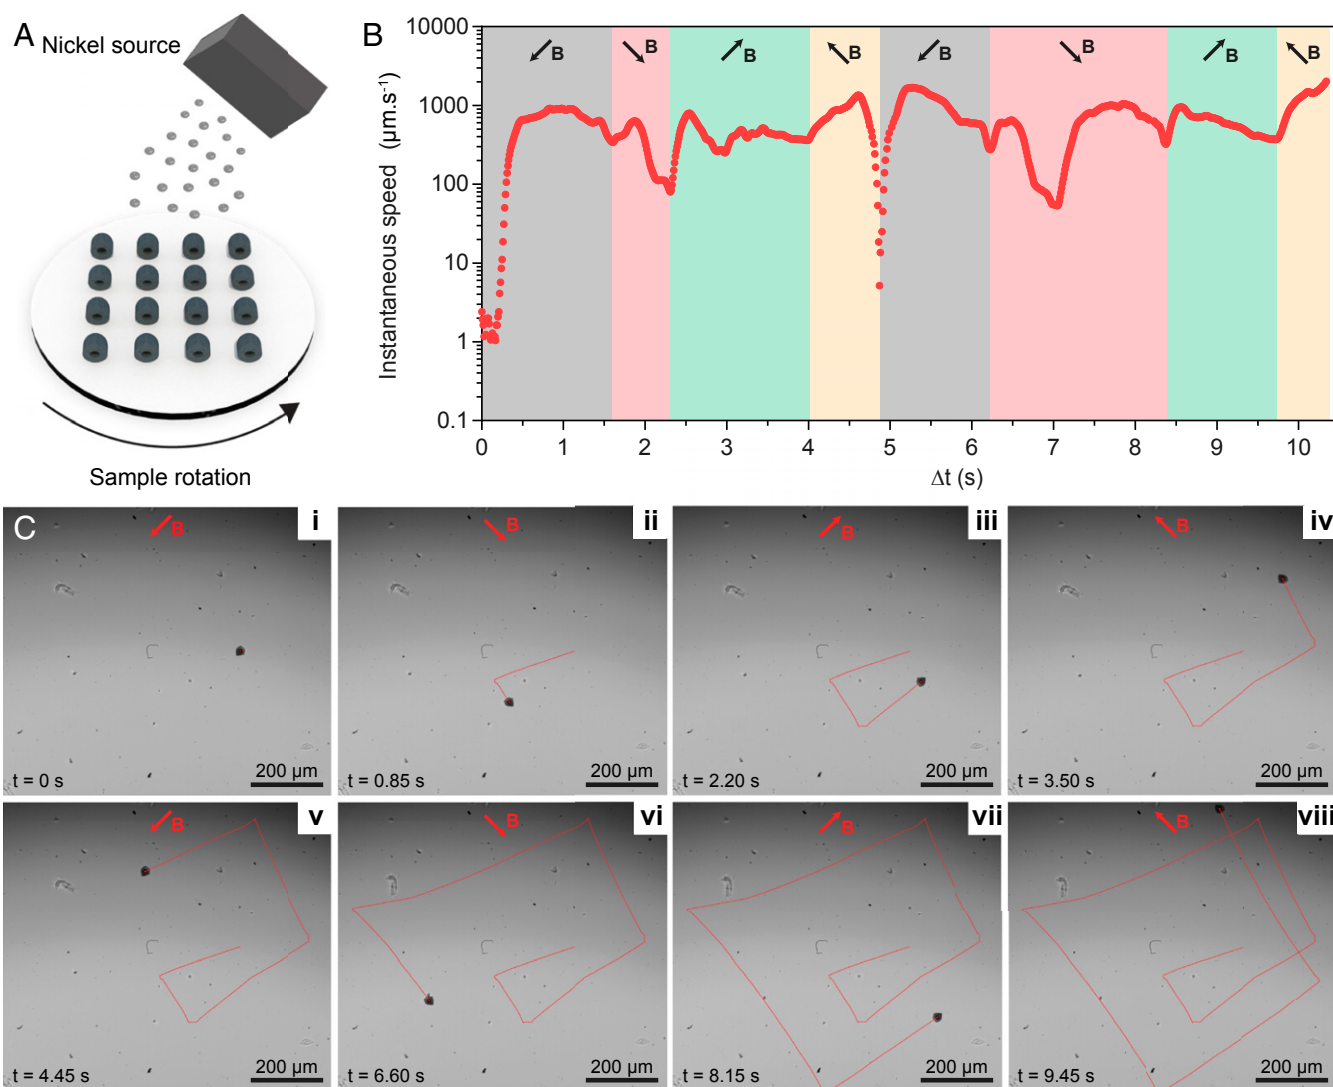 A
Nickel source
Sample rotation
B
Instantaneous speed (µm.s⁻¹)
10000
1000
100
10
1
0.1
B
B
B
B
B
B
B
B
0 1 2 3 4 5 6 7 8 9 10
Δt (s)
C
B
i
t = 0 s
200 µm
B
ii
t = 0.85 s
200 µm
B
iii
t = 2.20 s
200 µm
B
iv
t = 3.50 s
200 µm
B
v
t = 4.45 s
200 µm
B
vi
t = 6.60 s
200 µm
B
vii
t = 8.15 s
200 µm
B
viii
t = 9.45 s
200 µm